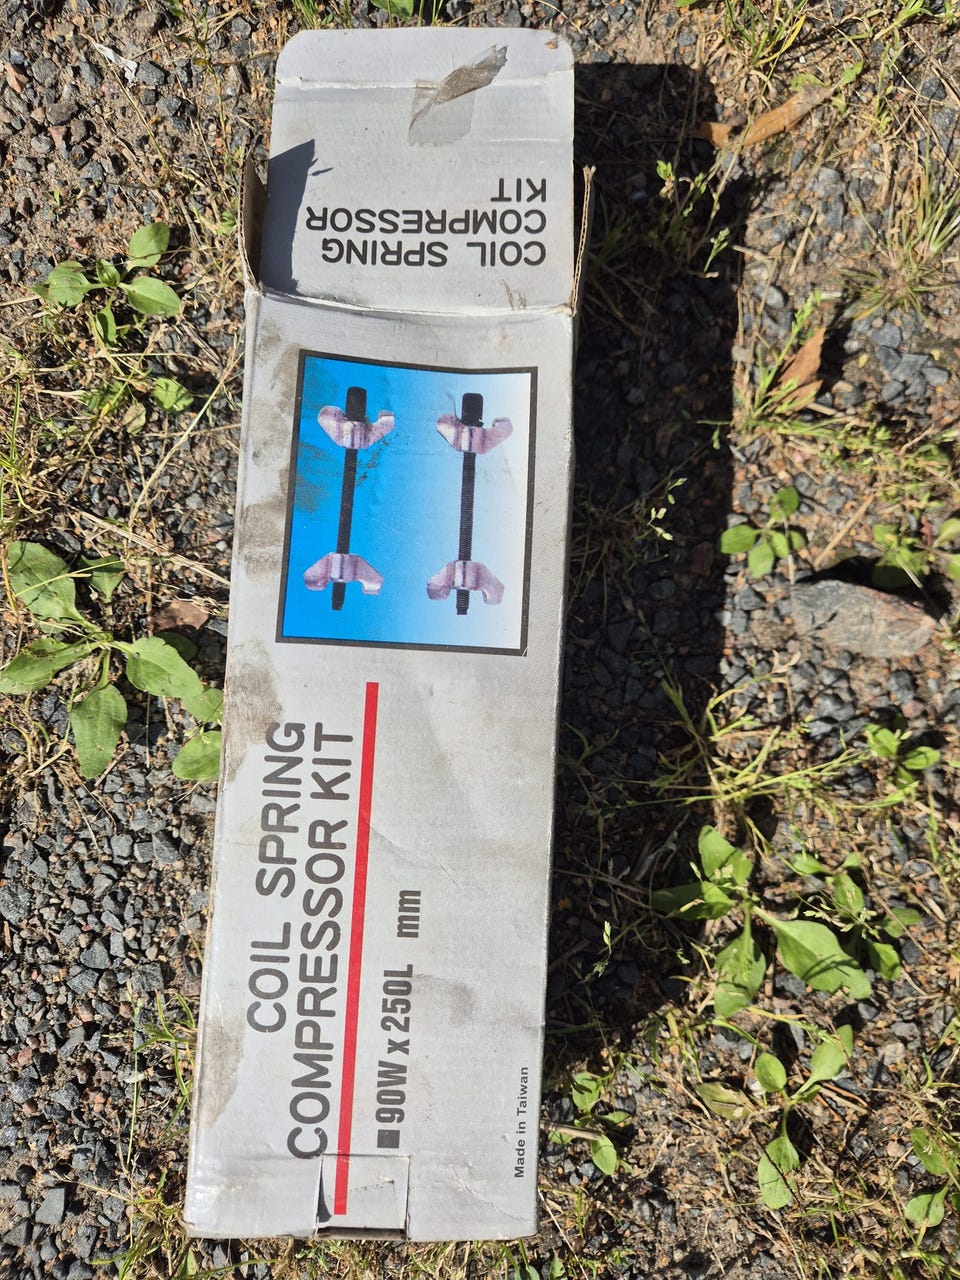 COIL SPRING
COMPRESSOR
KIT
COIL SPRING
COMPRESSOR KIT
■ 90W x 250L mm
Made in Taiwan